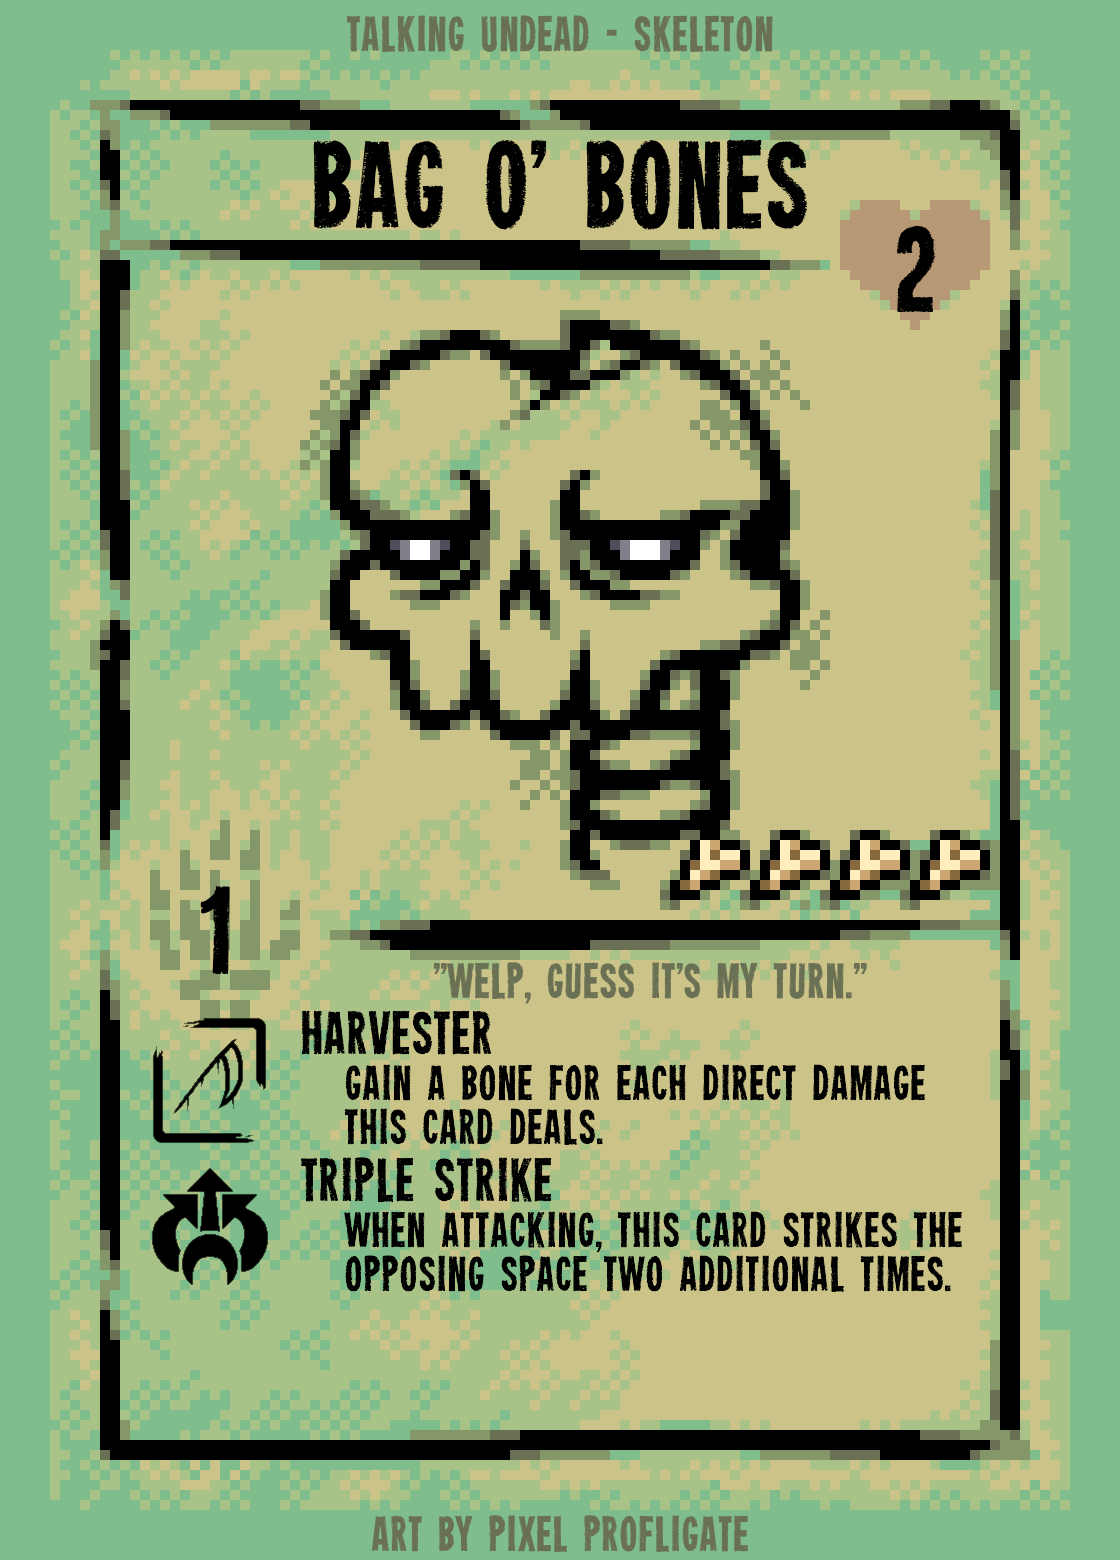 TALKING UNDEAD - SKELETON
BAG O' BONES
2
1
"WELP, GUESS IT'S MY TURN."
HARVESTER
GAIN A BONE FOR EACH DIRECT DAMAGE
THIS CARD DEALS.
TRIPLE STRIKE
WHEN ATTACKING, THIS CARD STRIKES THE
OPPOSING SPACE TWO ADDITIONAL TIMES.
ART BY PIXEL PROFLIGATE